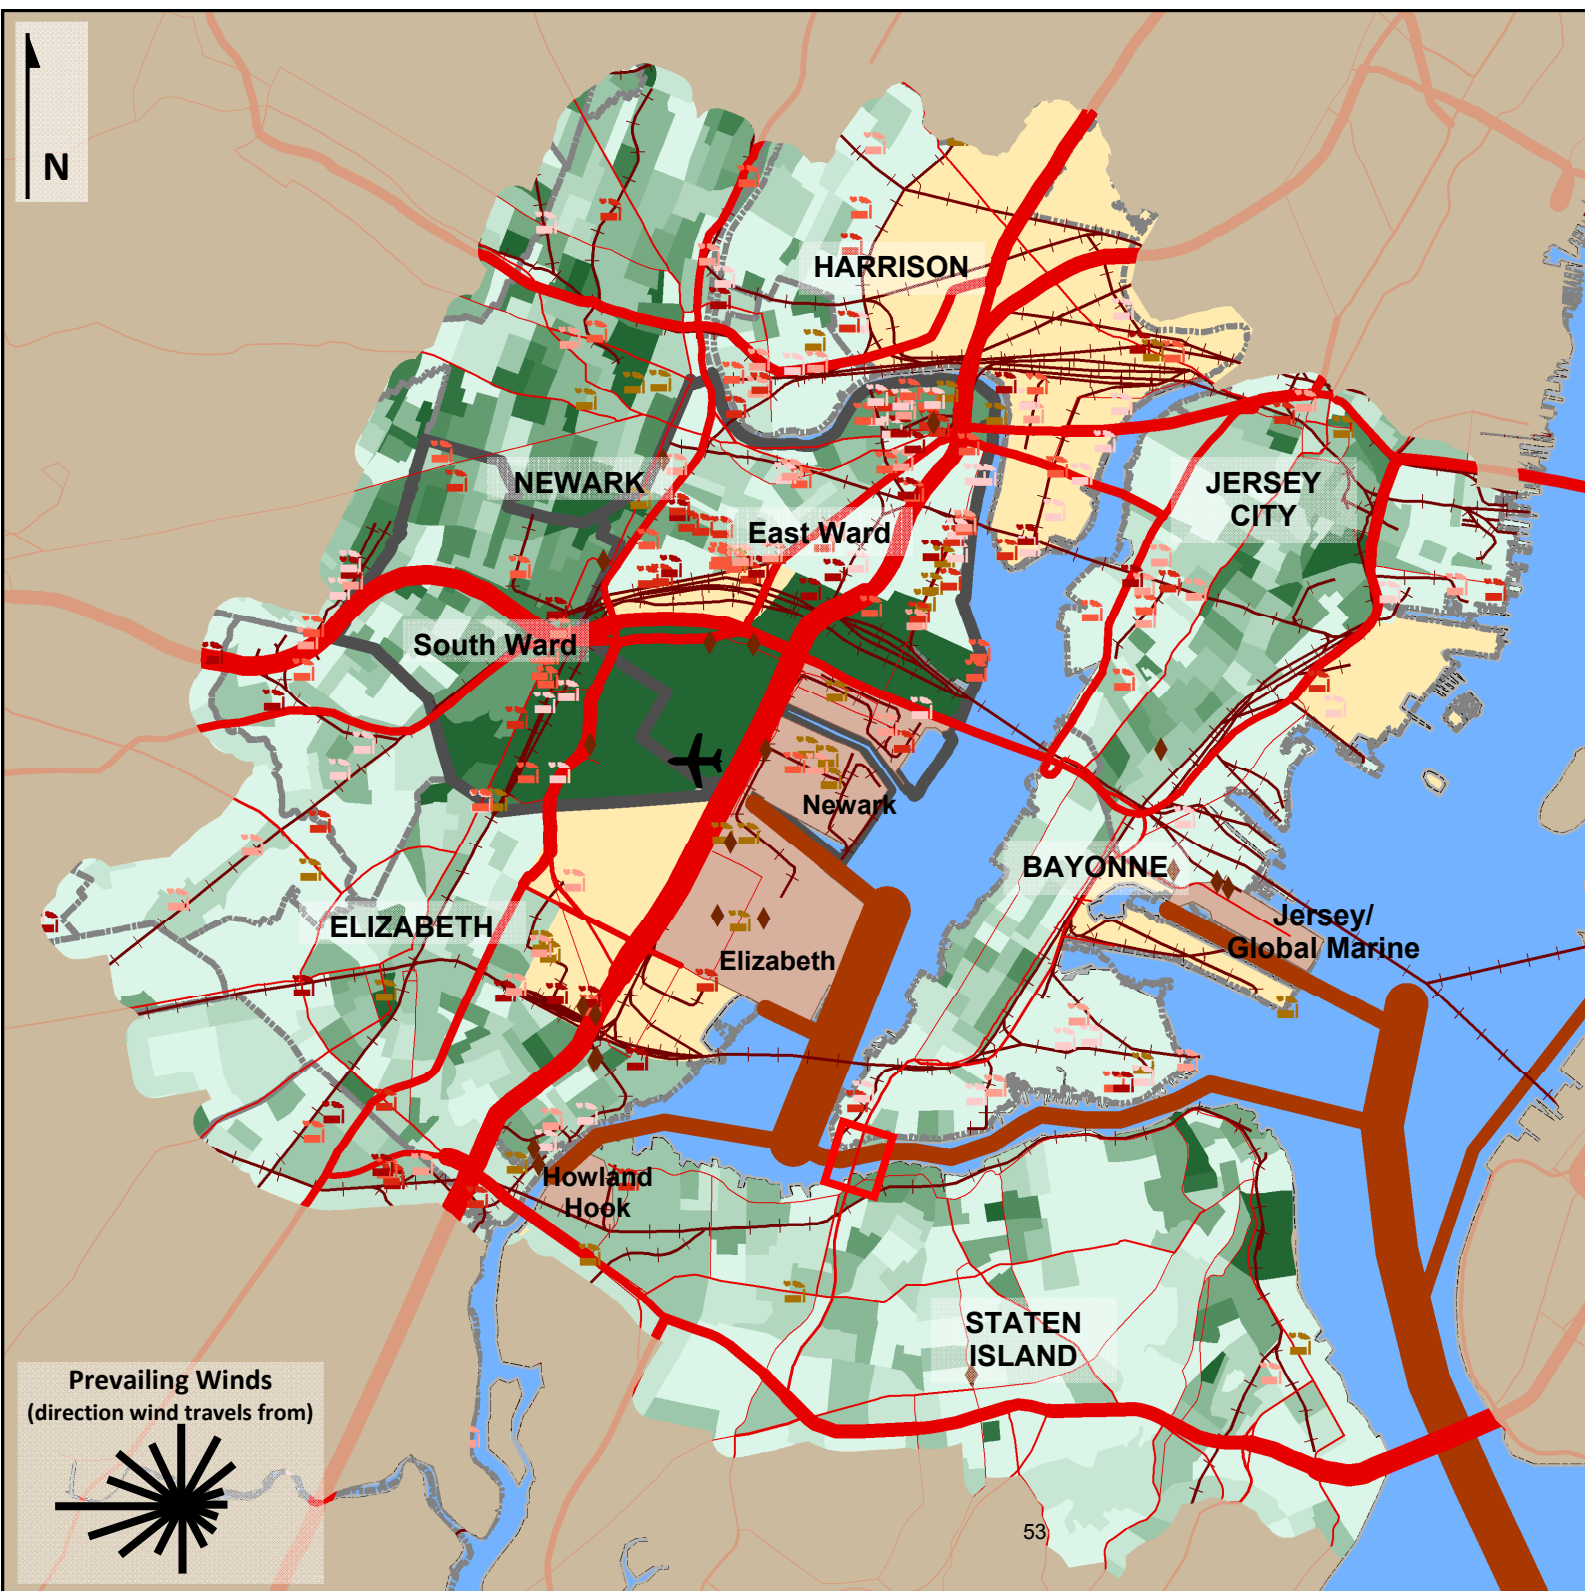 N
HARRISON
NEWARK
JERSEY
CITY
East Ward
South Ward
Newark
BAYONNE
Jersey/
Global Marine
ELIZABETH
Elizabeth
Howland
Hook
STATEN
ISLAND
Prevailing Winds
(direction wind travels from)
53